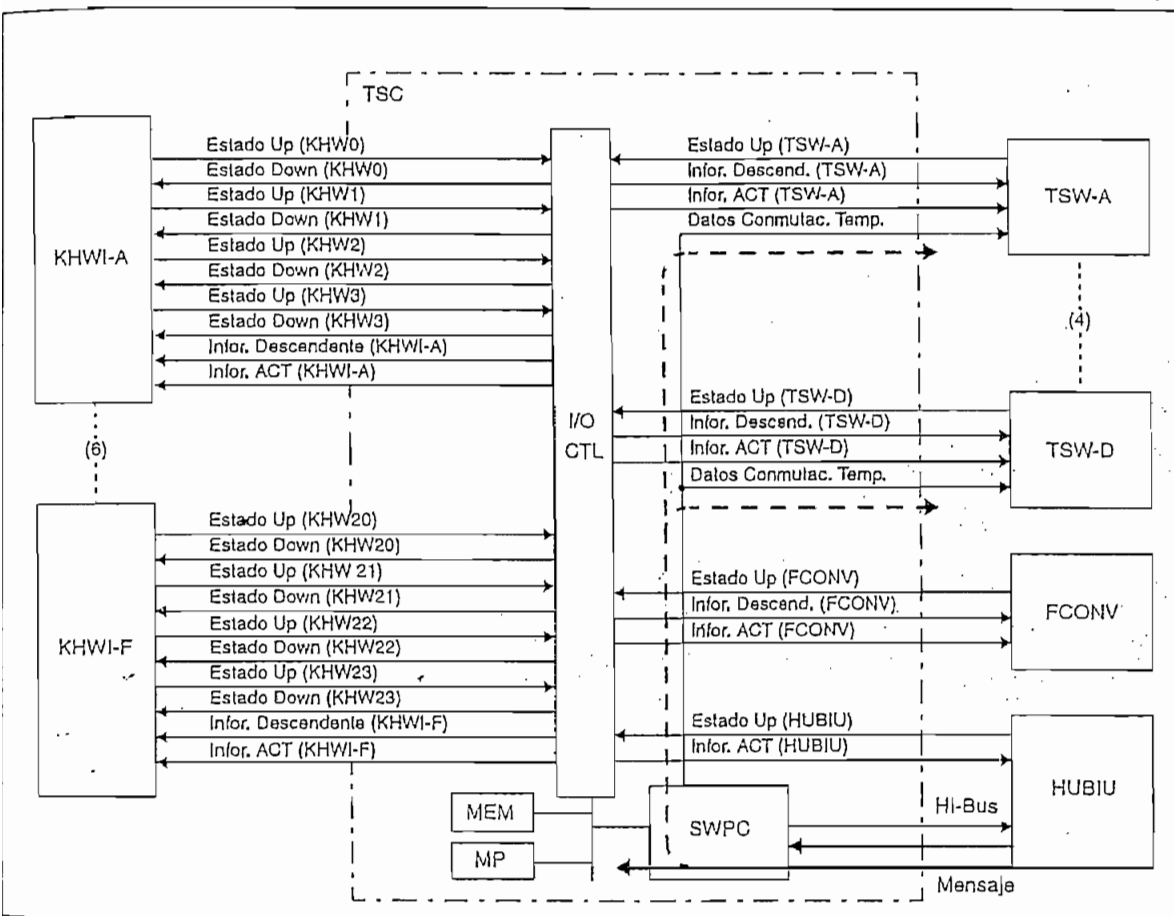 TSC
KHWI-A
Estado Up (KHW0)
Estado Down (KHW0)
Estado Up (KHW1)
Estado Down (KHW1)
Estado Up (KHW2)
Estado Down (KHW2)
Estado Up (KHW3)
Estado Down (KHW3)
Infor. Descendente (KHWI-A)
Infor. ACT (KHWI-A)
(6)
KHWI-F
Estado Up (KHW20)
Estado Down (KHW20)
Estado Up (KHW 21)
Estado Down (KHW21)
Estado Up (KHW22)
Estado Down (KHW22)
Estado Up (KHW23)
Estado Down (KHW23)
Infor. Descendente (KHWI-F)
Infor. ACT (KHWI-F)
I/O
CTL
Estado Up (TSW-A)
Infor. Descend. (TSW-A)
Infor. ACT (TSW-A)
Datos Conmutac. Temp.
TSW-A
(4)
Estado Up (TSW-D)
Infor. Descend. (TSW-D)
Infor. ACT (TSW-D)
Datos Conmutac. Temp.
TSW-D
Estado Up (FCONV)
Infor. Descend. (FCONV)
Infor. ACT (FCONV)
FCONV
Estado Up (HUBIU)
Infor. ACT (HUBIU)
HUBIU
MEM
MP
SWPC
HI-Bus
Mensaje